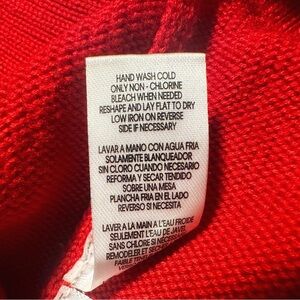 HAND WASH COLD
ONLY NON - CHLORINE
BLEACH WHEN NEEDED
RESHAPE AND LAY FLAT TO DRY
LOW IRON ON REVERSE
SIDE IF NECESSARY
LAVAR A MANO CON AGUA FRIA
SOLAMENTE BLANQUEADOR
SIN CLORO CUANDO NECESARIO
REFORMA Y SECAR TENDIDO
SOBRE UNA MESA
PLANCHA FRIA EN EL LADO
REVERSO SI NECESITA
LAVER A LA MAIN A L'EAU FROIDE
SEULEMENT L'EAU DE JAVEL
SANS CHLORE SI NÉCESSAIRE
REMODELER ET